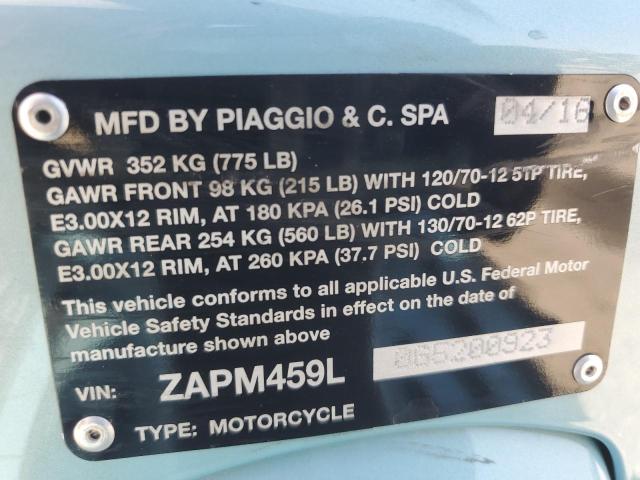 MFD BY PIAGGIO & C. SPA 04/16
GVWR 352 KG (775 LB)
GAWR FRONT 98 KG (215 LB) WITH 120/70-12 51P TIRE,
E3.00X12 RIM, AT 180 KPA (26.1 PSI) COLD
GAWR REAR 254 KG (560 LB) WITH 130/70-12 62P TIRE,
E3.00X12 RIM, AT 260 KPA (37.7 PSI) COLD
This vehicle conforms to all applicable U.S. Federal Motor
Vehicle Safety Standards in effect on the date of
manufacture shown above
VIN: ZAPM459L 066200923
TYPE: MOTORCYCLE